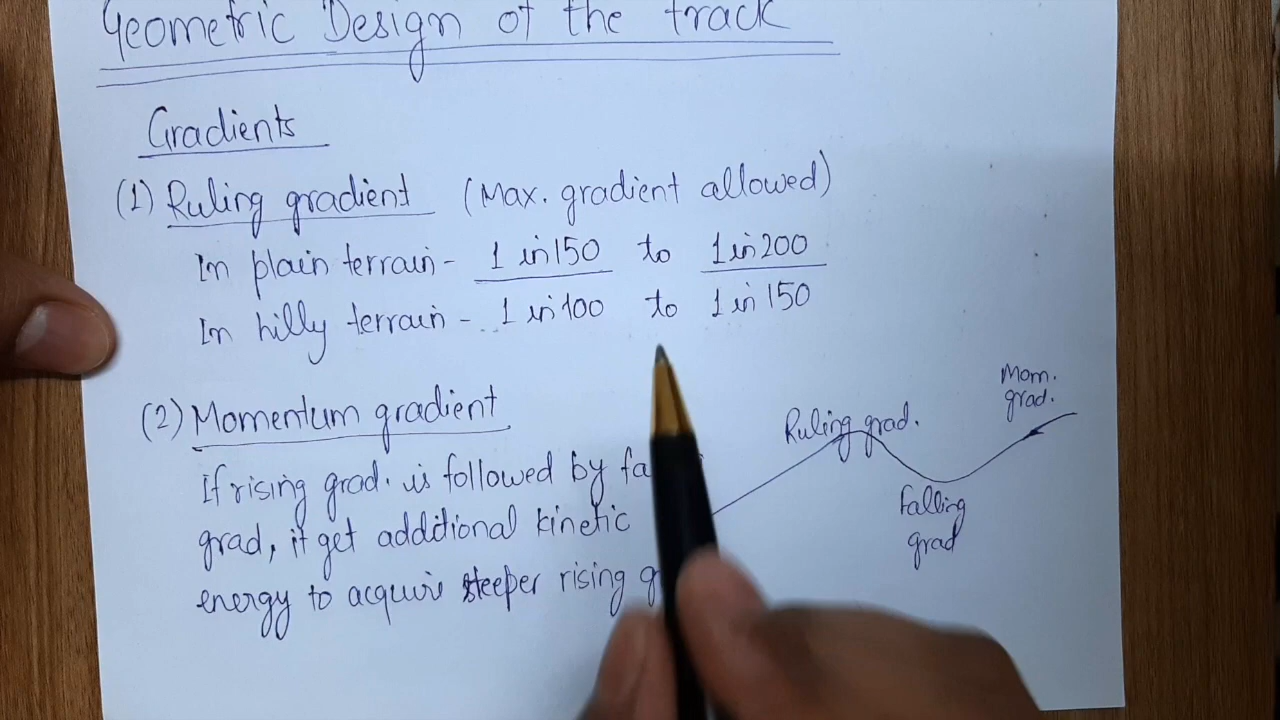 Geometric Design of the track
Gradients
(1) Ruling gradient (Max. gradient allowed)
In plain terrain - 1 in 150 to 1 in 200
In hilly terrain - 1 in 100 to 1 in 150
(2) Momentum gradient
If rising grad. is followed by
grad, it get additional kinetic
energy to acquire steeper rising
Ruling grad.
Falling
grad
Mom.
grad.